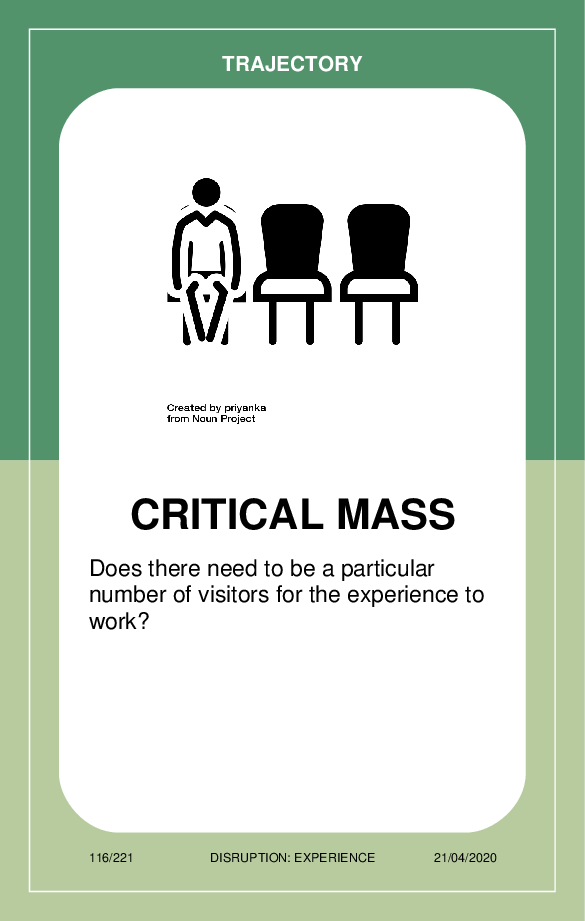 TRAJECTORY
Created by priyanka
from Noun Project
CRITICAL MASS
Does there need to be a particular
number of visitors for the experience to
work?
116/221
DISRUPTION: EXPERIENCE
21/04/2020